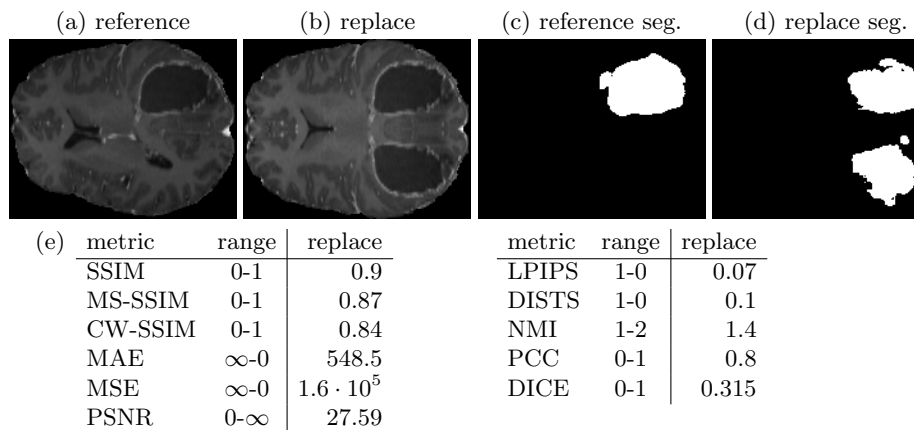 (a) reference (b) replace (c) reference seg. (d) replace seg.
(e) metric range replace
SSIM 0-1 0.9
MS-SSIM 0-1 0.87
CW-SSIM 0-1 0.84
MAE ∞-0 548.5
MSE ∞-0 1.6 · 10⁵
PSNR 0-∞ 27.59
metric range replace
LPIPS 1-0 0.07
DISTS 1-0 0.1
NMI 1-2 1.4
PCC 0-1 0.8
DICE 0-1 0.315